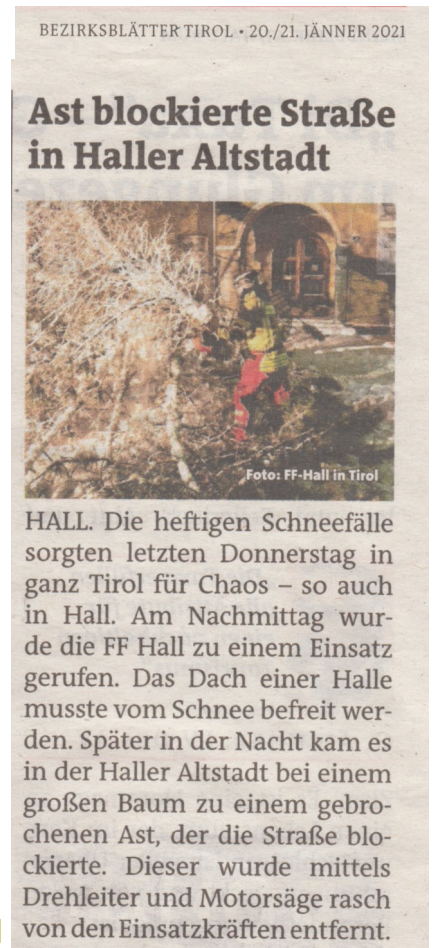 BEZIRKSBLÄTTER TIROL • 20./21. JÄNNER 2021
Ast blockierte Straße
in Haller Altstadt
Foto: FF-Hall in Tirol
HALL. Die heftigen Schneefälle
sorgten letzten Donnerstag in
ganz Tirol für Chaos – so auch
in Hall. Am Nachmittag wur-
de die FF Hall zu einem Einsatz
gerufen. Das Dach einer Halle
musste vom Schnee befreit wer-
den. Später in der Nacht kam es
in der Haller Altstadt bei einem
großen Baum zu einem gebro-
chenen Ast, der die Straße blo-
ckierte. Dieser wurde mittels
Drehleiter und Motorsäge rasch
von den Einsatzkräften entfernt.